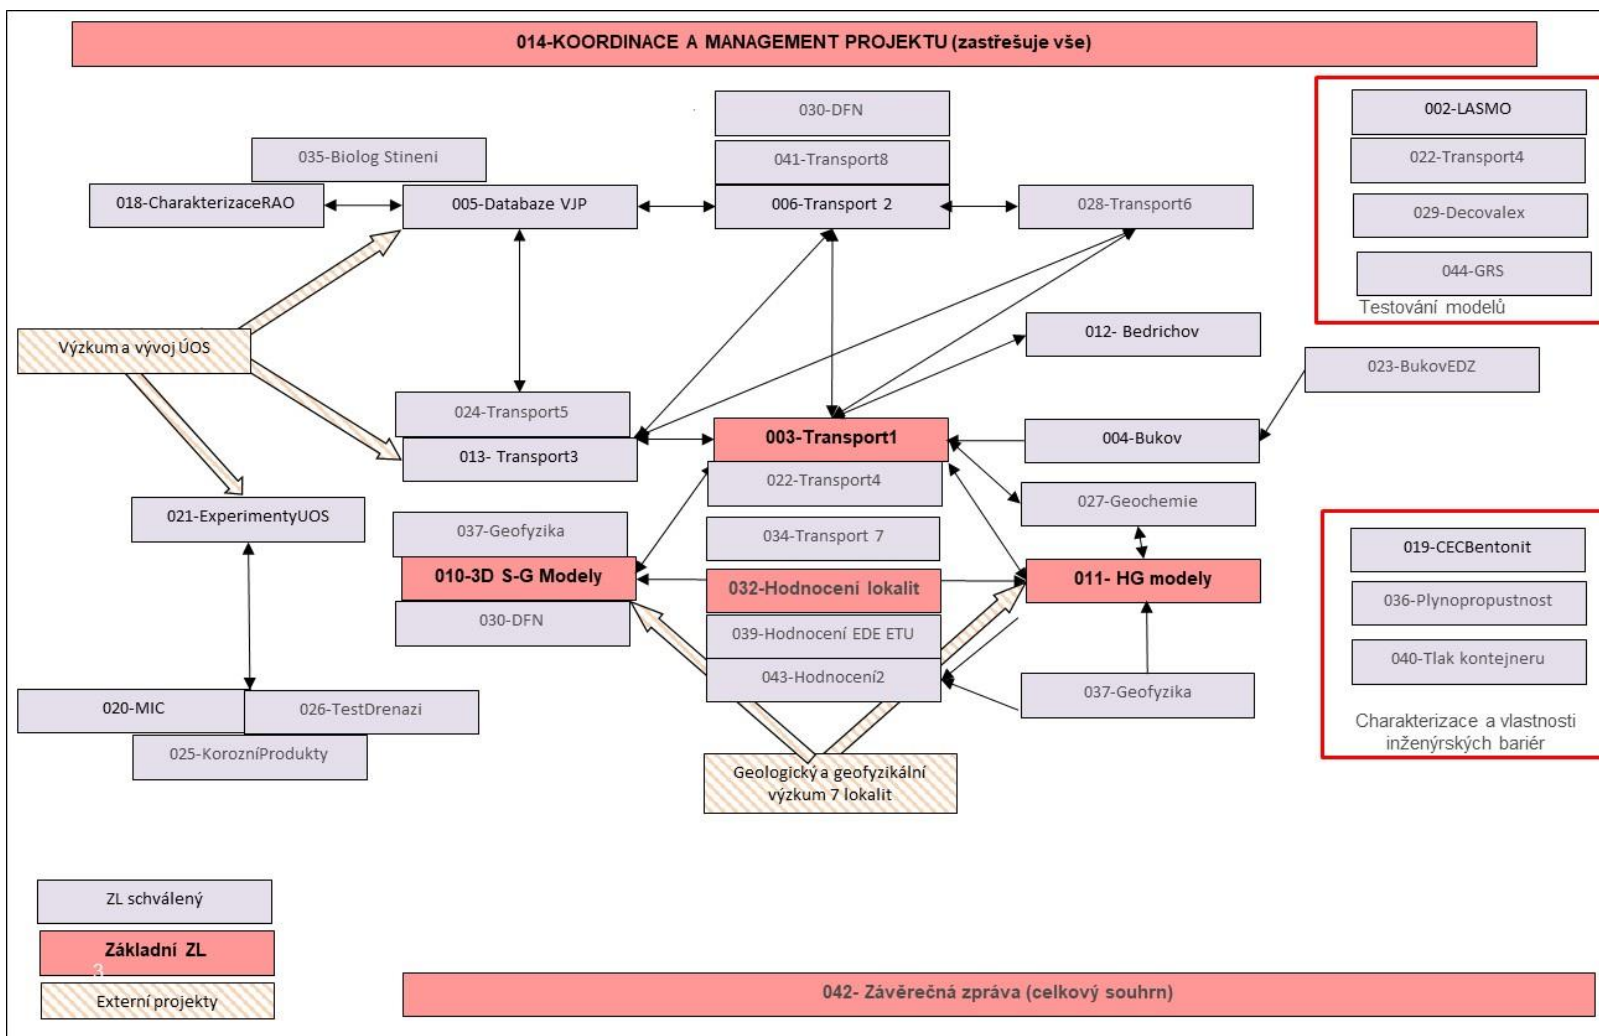 014-KOORDINACE A MANAGEMENT PROJEKTU (zastřešuje vše)
030-DFN
002-LASMO
035-Biolog Stineni
041-Transport8
022-Transport4
018-CharakterizaceRAO
005-Databaze VJP
006-Transport 2
028-Transport6
029-Decovalex
044-GRS
Testování modelů
Výzkum a vývoj ÚOS
012- Bedrichov
023-BukovEDZ
024-Transport5
003-Transport1
004-Bukov
013- Transport3
022-Transport4
027-Geochemie
021-ExperimentyUOS
037-Geofyzika
034-Transport 7
019-CECBentonit
010-3D S-G Modely
032-Hodnocení lokalit
011- HG modely
036-Plynopropustnost
030-DFN
039-Hodnocení EDE ETU
040-Tlak kontejneru
043-Hodnocení2
037-Geofyzika
020-MIC
026-TestDrenazi
025-KorozníProdukty
Charakterizace a vlastnosti
inženýrských bariér
Geologický a geofyzikální
výzkum 7 lokalit
ZL schválený
Základní ZL
3
Externí projekty
042- Závěrečná zpráva (celkový souhrn)